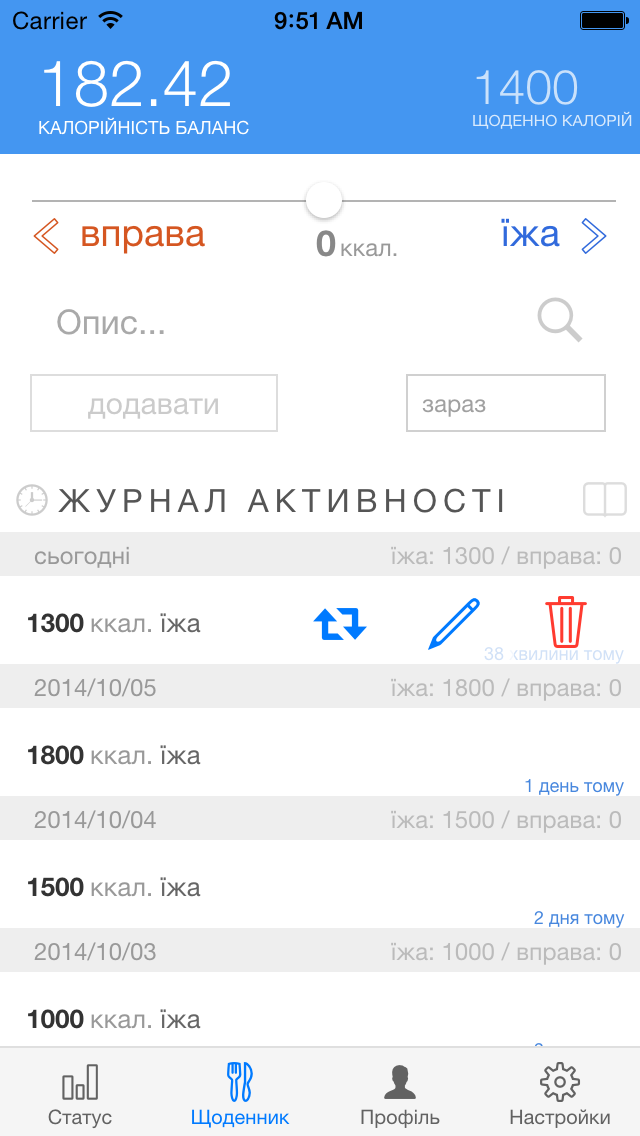 Carrier 9:51 AM
182.42 1400
КАЛОРІЙНІСТЬ БАЛАНС ЩОДЕННО КАЛОРІЙ
вправа 0 ккал. їжа
Опис...
додавати зараз
ЖУРНАЛ АКТИВНОСТІ
сьогодні їжа: 1300 / вправа: 0
1300 ккал. їжа
38 хвилини тому
2014/10/05 їжа: 1800 / вправа: 0
1800 ккал. їжа
1 день тому
2014/10/04 їжа: 1500 / вправа: 0
1500 ккал. їжа
2 дня тому
2014/10/03 їжа: 1000 / вправа: 0
1000 ккал. їжа
Статус Щоденник Профіль Настройки